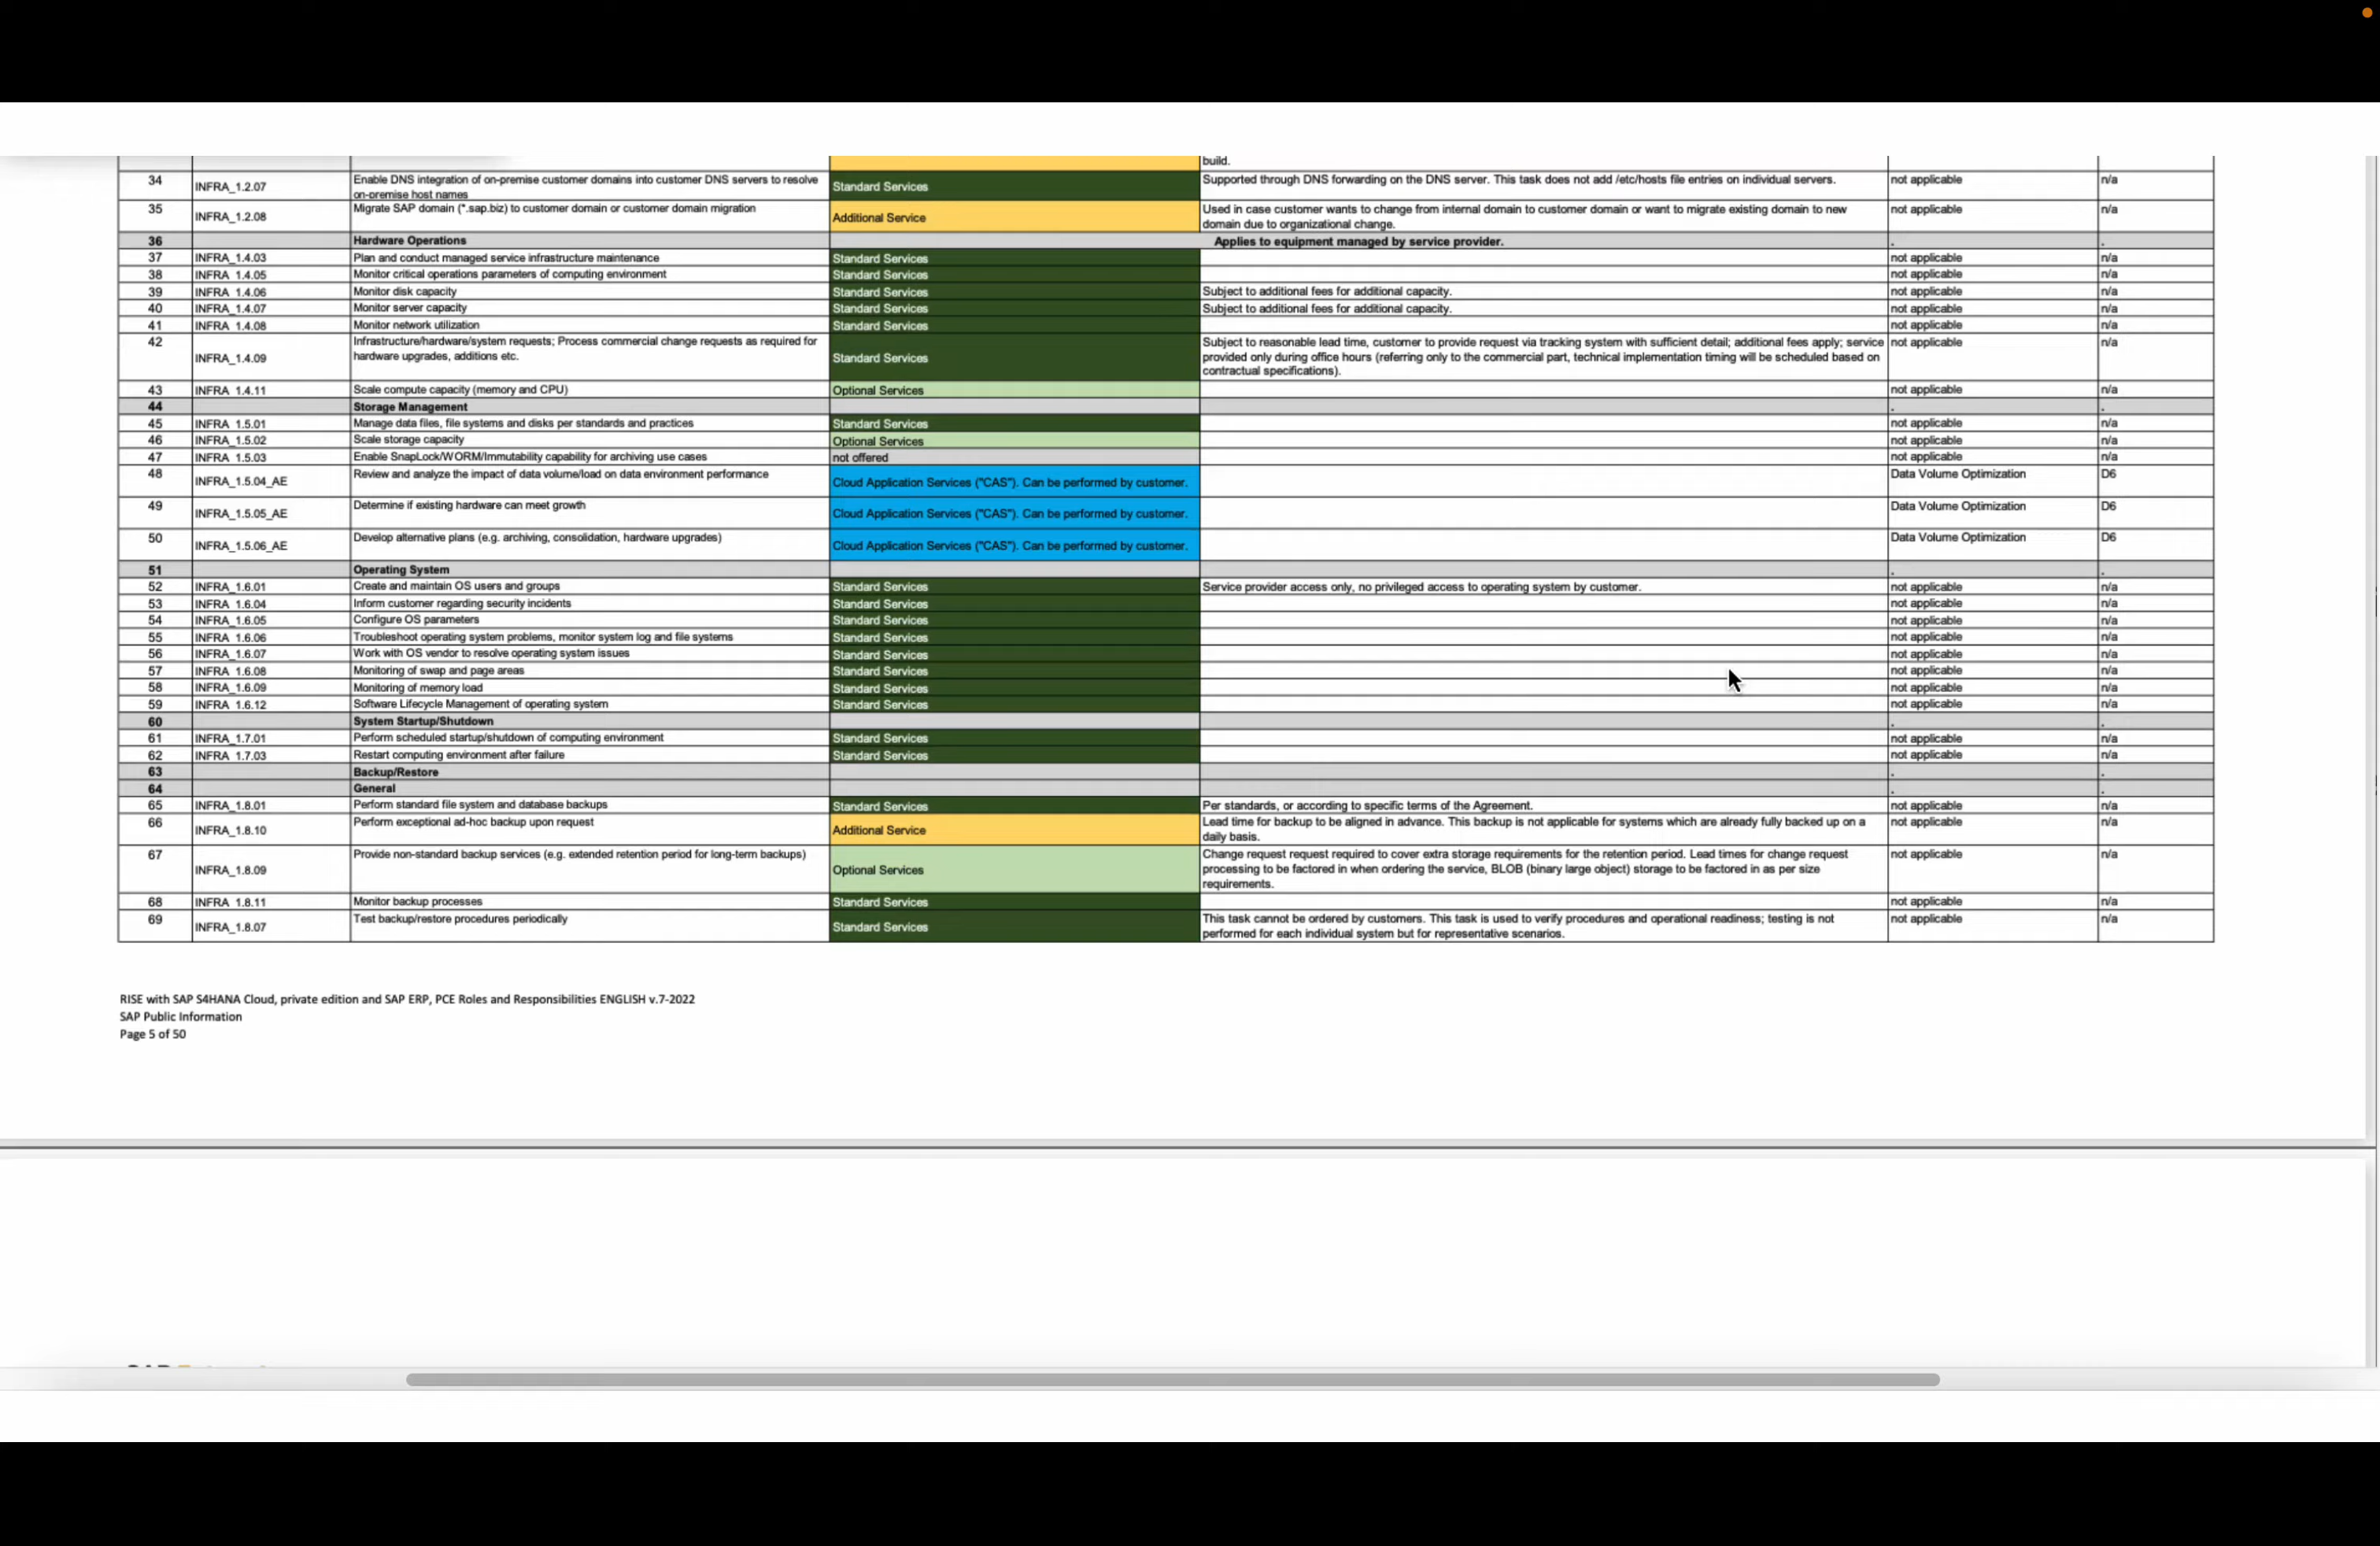 build.
34 INFRA_1.2.07 Enable DNS integration of on-premise customer domains into customer DNS servers to resolve on-premise host names Standard Services Supported through DNS forwarding on the DNS server. This task does not add /etc/hosts file entries on individual servers. not applicable n/a
35 INFRA_1.2.08 Migrate SAP domain (*.sap.biz) to customer domain or customer domain migration Additional Service Used in case customer wants to change from internal domain to customer domain or want to migrate existing domain to new domain due to organizational change. not applicable n/a
36 Hardware Operations Applies to equipment managed by service provider. . .
37 INFRA_1.4.03 Plan and conduct managed service infrastructure maintenance Standard Services not applicable n/a
38 INFRA_1.4.05 Monitor critical operations parameters of computing environment Standard Services not applicable n/a
39 INFRA_1.4.06 Monitor disk capacity Standard Services Subject to additional fees for additional capacity. not applicable n/a
40 INFRA_1.4.07 Monitor server capacity Standard Services Subject to additional fees for additional capacity. not applicable n/a
41 INFRA_1.4.08 Monitor network utilization Standard Services not applicable n/a
42 INFRA_1.4.09 Infrastructure/hardware/system requests; Process commercial change requests as required for hardware upgrades, additions etc. Standard Services Subject to reasonable lead time, customer to provide request via tracking system with sufficient detail; additional fees apply; service provided only during office hours (referring only to the commercial part, technical implementation timing will be scheduled based on contractual specifications). not applicable n/a
43 INFRA_1.4.11 Scale compute capacity (memory and CPU) Optional Services not applicable n/a
44 Storage Management . .
45 INFRA_1.5.01 Manage data files, file systems and disks per standards and practices Standard Services not applicable n/a
46 INFRA_1.5.02 Scale storage capacity Optional Services not applicable n/a
47 INFRA_1.5.03 Enable SnapLock/WORM/Immutability capability for archiving use cases not offered not applicable n/a
48 INFRA_1.5.04_AE Review and analyze the impact of data volume/load on data environment performance Cloud Application Services ("CAS"). Can be performed by customer. Data Volume Optimization D6
49 INFRA_1.5.05_AE Determine if existing hardware can meet growth Cloud Application Services ("CAS"). Can be performed by customer. Data Volume Optimization D6
50 INFRA_1.5.06_AE Develop alternative plans (e.g. archiving, consolidation, hardware upgrades) Cloud Application Services ("CAS"). Can be performed by customer. Data Volume Optimization D6
51 Operating System . .
52 INFRA_1.6.01 Create and maintain OS users and groups Standard Services Service provider access only, no privileged access to operating system by customer. not applicable n/a
53 INFRA_1.6.04 Inform customer regarding security incidents Standard Services not applicable n/a
54 INFRA_1.6.05 Configure OS parameters Standard Services not applicable n/a
55 INFRA_1.6.06 Troubleshoot operating system problems, monitor system log and file systems Standard Services not applicable n/a
56 INFRA_1.6.07 Work with OS vendor to resolve operating system issues Standard Services not applicable n/a
57 INFRA_1.6.08 Monitoring of swap and page areas Standard Services not applicable n/a
58 INFRA_1.6.09 Monitoring of memory load Standard Services not applicable n/a
59 INFRA_1.6.12 Software Lifecycle Management of operating system Standard Services not applicable n/a
60 System Startup/Shutdown . .
61 INFRA_1.7.01 Perform scheduled startup/shutdown of computing environment Standard Services not applicable n/a
62 INFRA_1.7.03 Restart computing environment after failure Standard Services not applicable n/a
63 Backup/Restore . .
64 General . .
65 INFRA_1.8.01 Perform standard file system and database backups Standard Services Per standards, or according to specific terms of the Agreement. not applicable n/a
66 INFRA_1.8.10 Perform exceptional ad-hoc backup upon request Additional Service Lead time for backup to be aligned in advance. This backup is not applicable for systems which are already fully backed up on a daily basis. not applicable n/a
67 INFRA_1.8.09 Provide non-standard backup services (e.g. extended retention period for long-term backups) Optional Services Change request request required to cover extra storage requirements for the retention period. Lead times for change request processing to be factored in when ordering the service, BLOB (binary large object) storage to be factored in as per size requirements. not applicable n/a
68 INFRA_1.8.11 Monitor backup processes Standard Services not applicable n/a
69 INFRA_1.8.07 Test backup/restore procedures periodically Standard Services This task cannot be ordered by customers. This task is used to verify procedures and operational readiness; testing is not performed for each individual system but for representative scenarios. not applicable n/a
RISE with SAP S4HANA Cloud, private edition and SAP ERP, PCE Roles and Responsibilities ENGLISH v.7-2022
SAP Public Information
Page 5 of 50